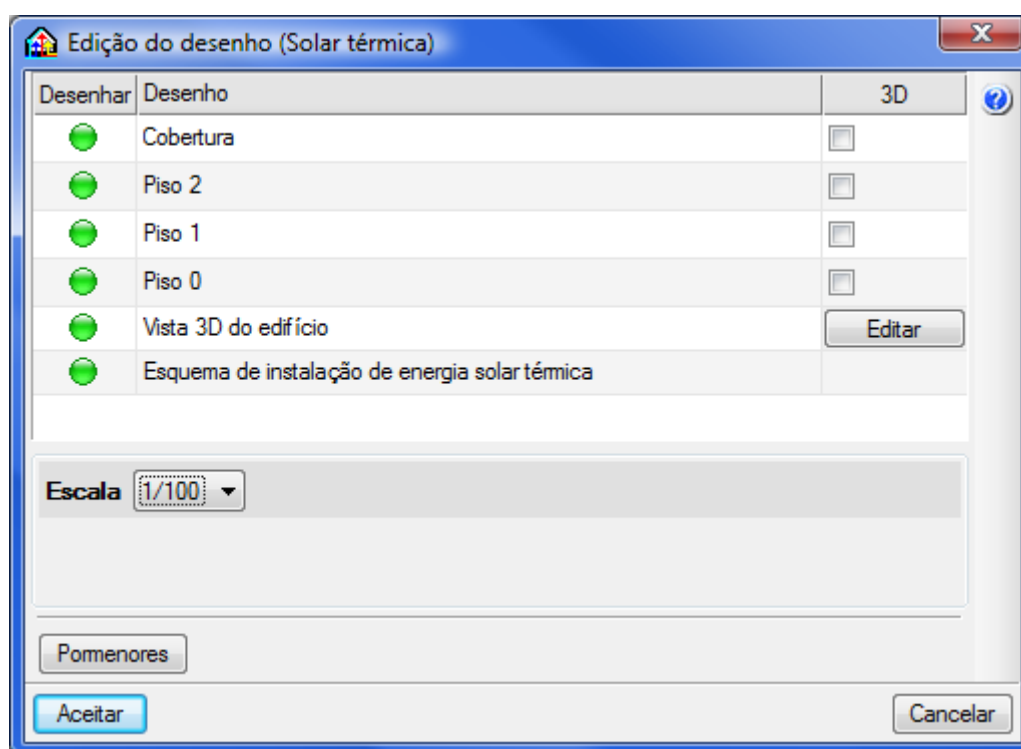 Edição do desenho (Solar térmica)
Desenhar Desenho 3D
Cobertura
Piso 2
Piso 1
Piso 0
Vista 3D do edifício Editar
Esquema de instalação de energia solar térmica
Escala 1/100
Pormenores
Aceitar Cancelar